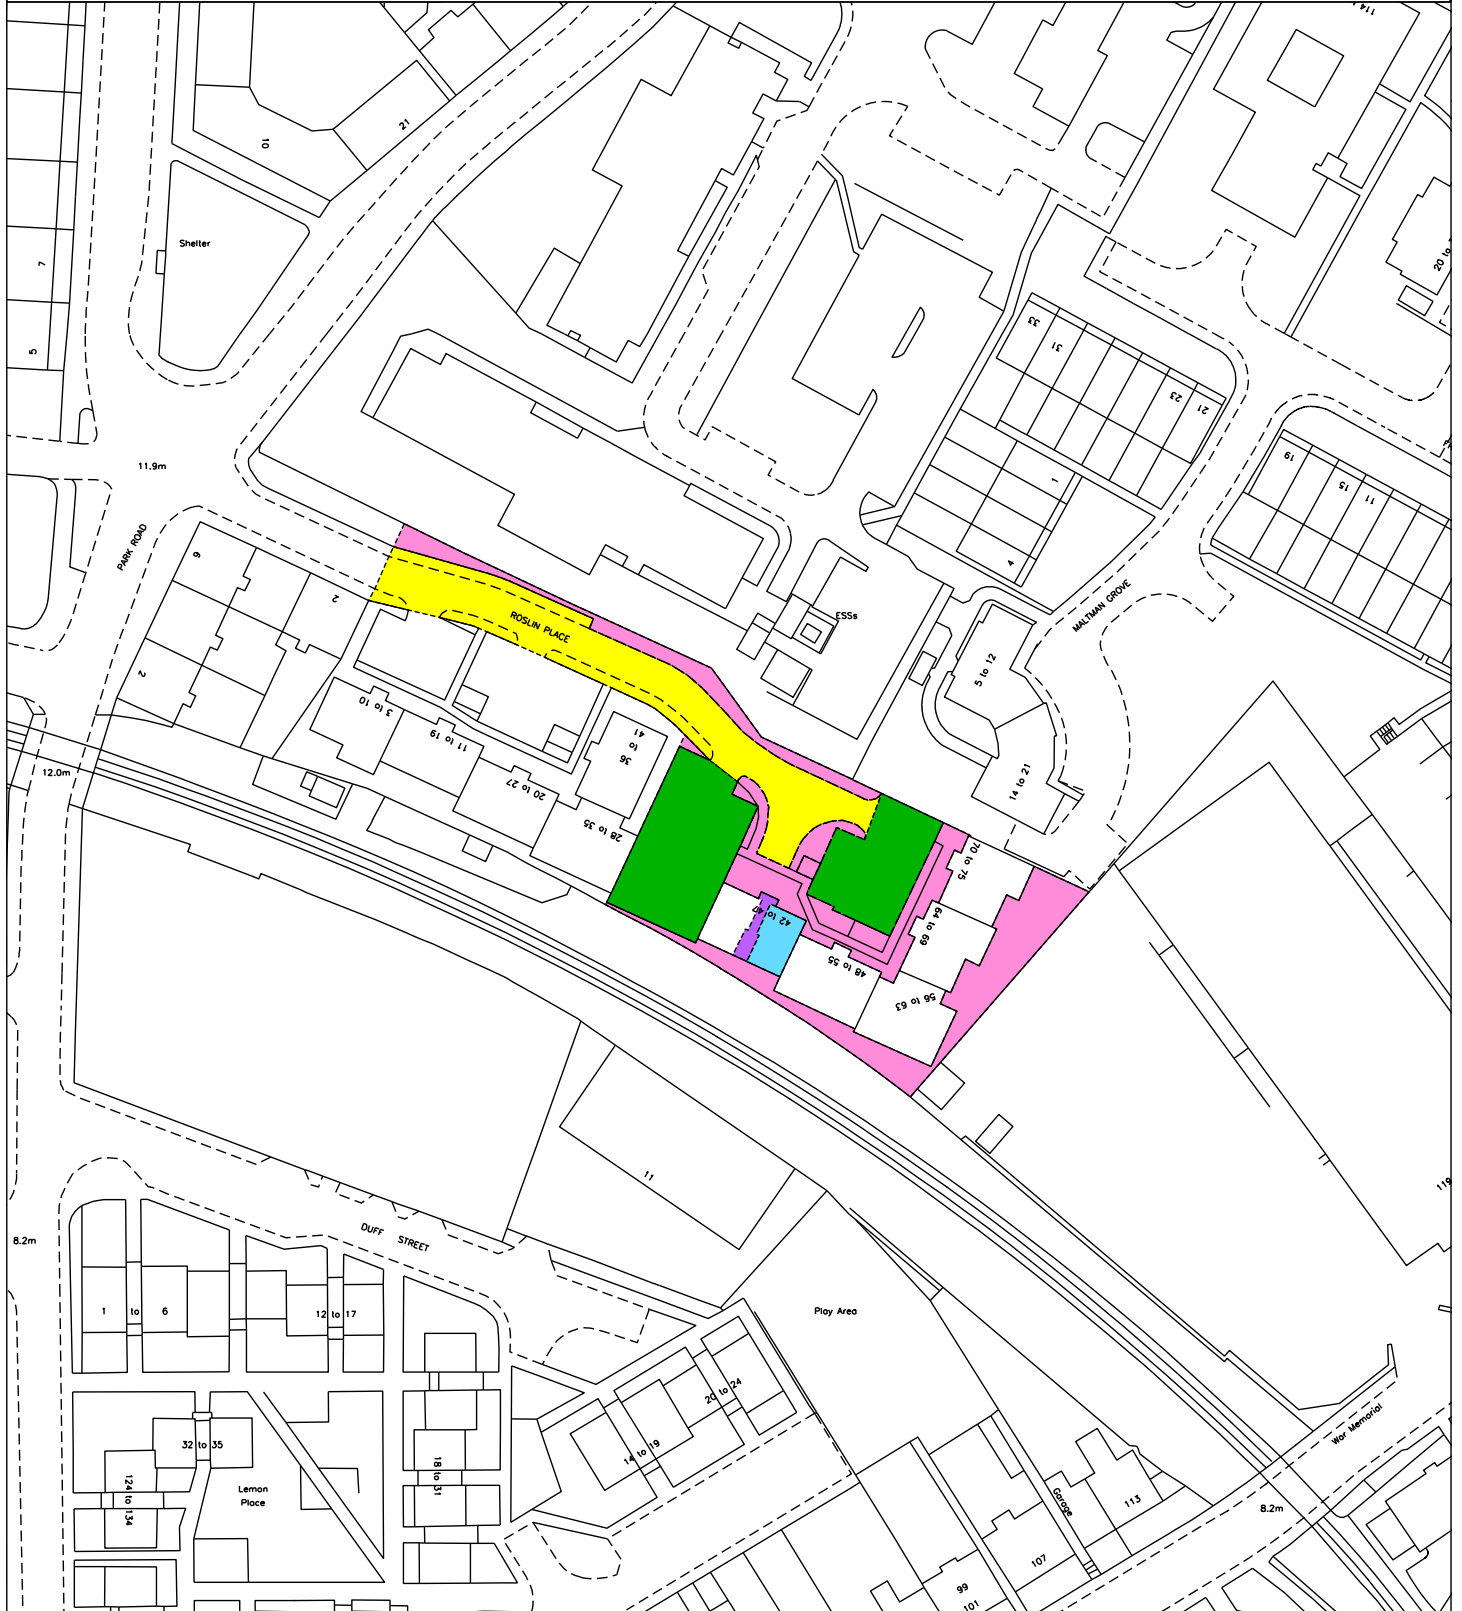 114
10
21
Shelter
7
5
20 to
33
31
23
21
19
15
11
1
4
11.9m
PARK ROAD
6
2
2
ROSLIN PLACE
ESSs
MALTMAN GROVE
5 to 12
14 to 21
3 to 10
11 to 19
20 to 27
28 to 35
36 to 41
12.0m
42 to 47
48 to 55
56 to 63
64 to 69
70 to 75
11
119
8.2m
DUFF STREET
1 to 6
12 to 17
Play Area
20 to 24
14 to 19
18 to 31
32 to 35
124 to 134
Lemon
Place
War Memorial
8.2m
Garage
113
107
99
101